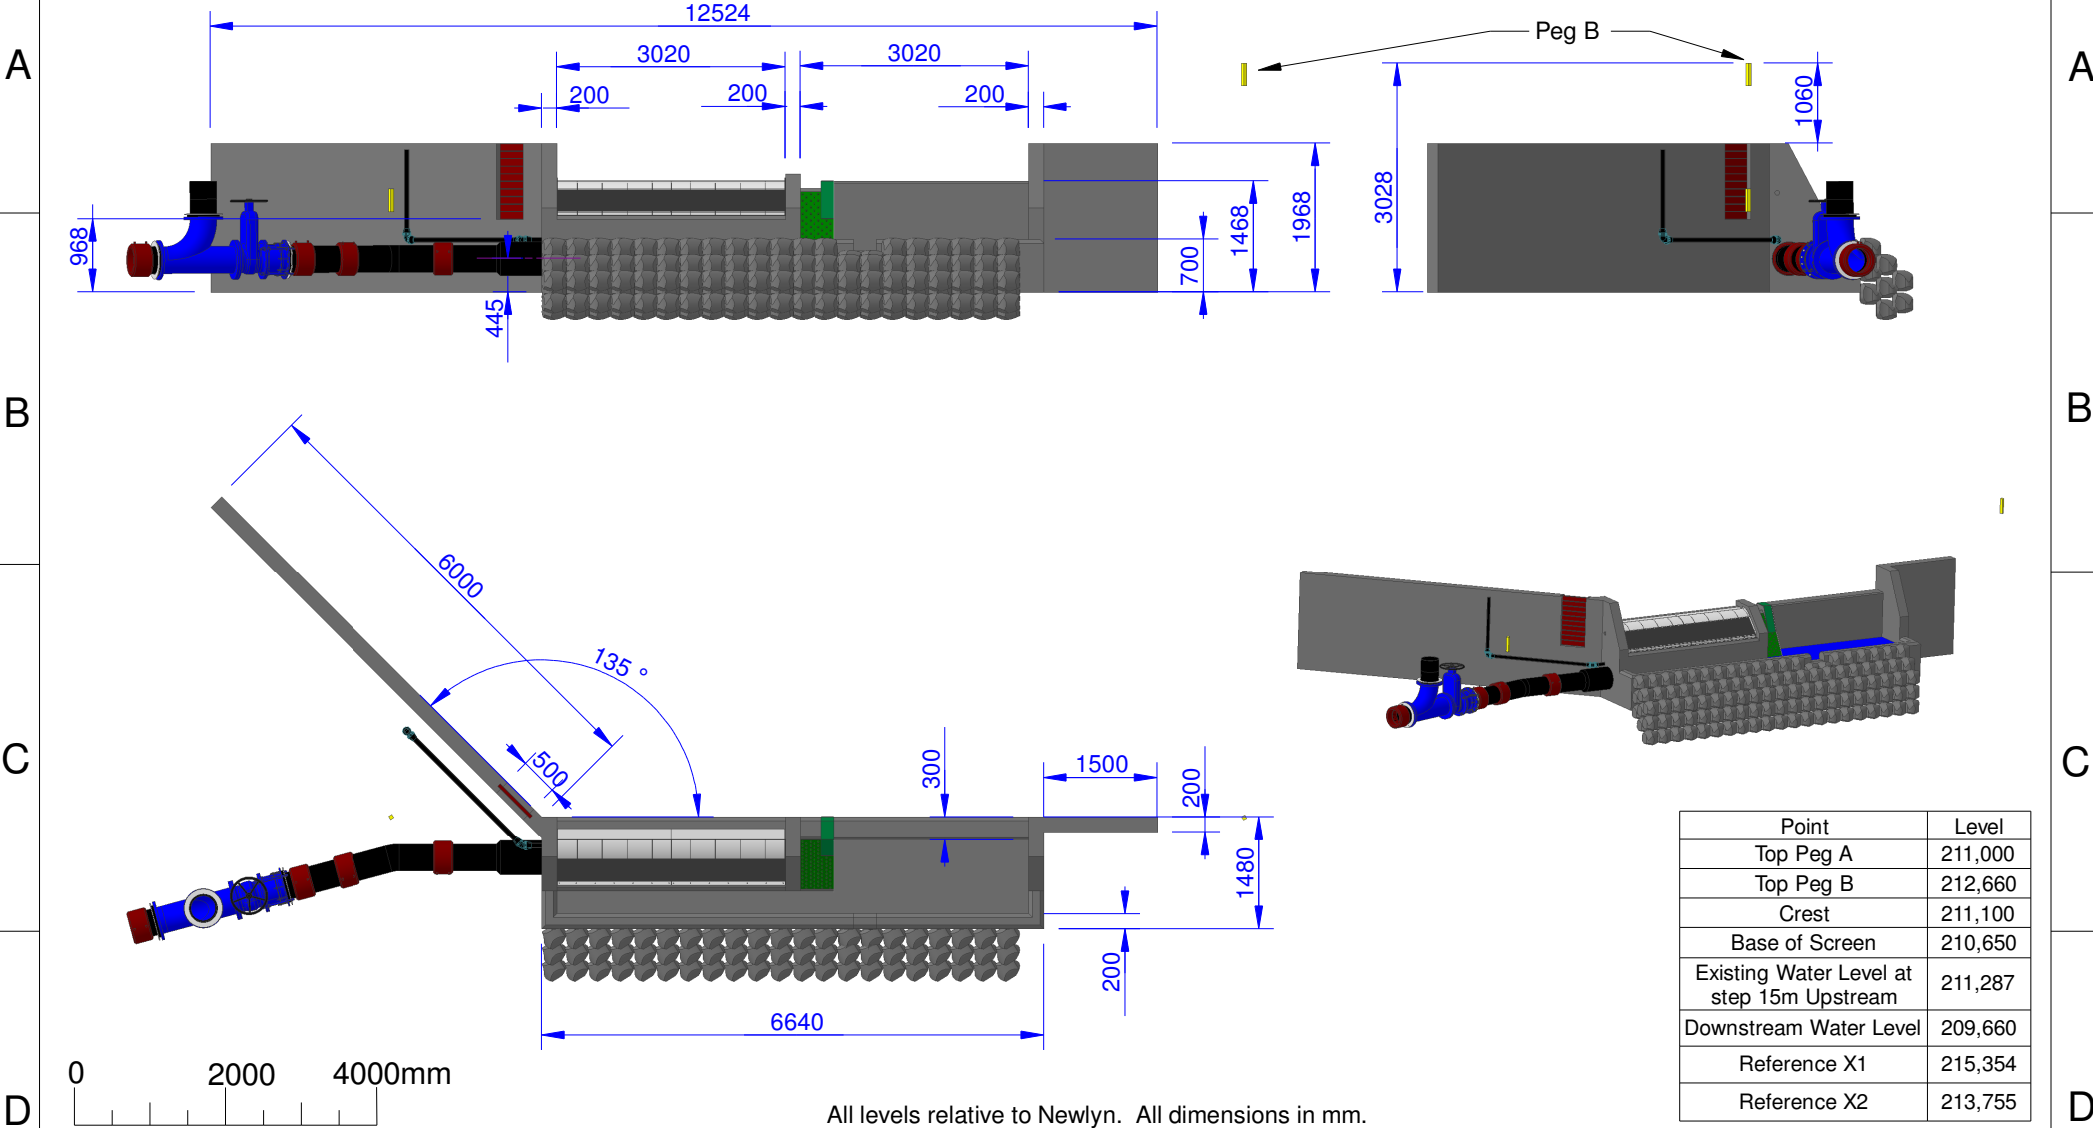 12524
3020
3020
200
200
200
Peg B
A
A
1060
968
445
700
1468
1968
3028
B
B
6000
135 °
500
300
1500
200
1480
200
6640
C
C
Point Level
Top Peg A 211,000
Top Peg B 212,660
Crest 211,100
Base of Screen 210,650
Existing Water Level at
step 15m Upstream 211,287
Downstream Water Level 209,660
Reference X1 215,354
Reference X2 213,755
0 2000 4000mm
D
D
All levels relative to Newlyn. All dimensions in mm.